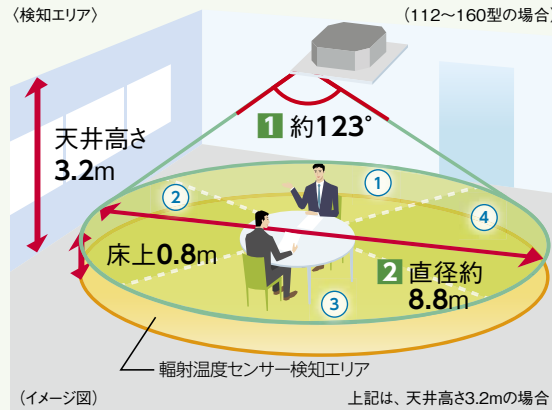 〈検知エリア〉
(112～160型の場合)
1 約123°
天井高さ
3.2m
①
②
④
床上0.8m
2 直径約
8.8m
③
輻射温度センサー検知エリア
(イメージ図)
上記は、天井高さ3.2mの場合